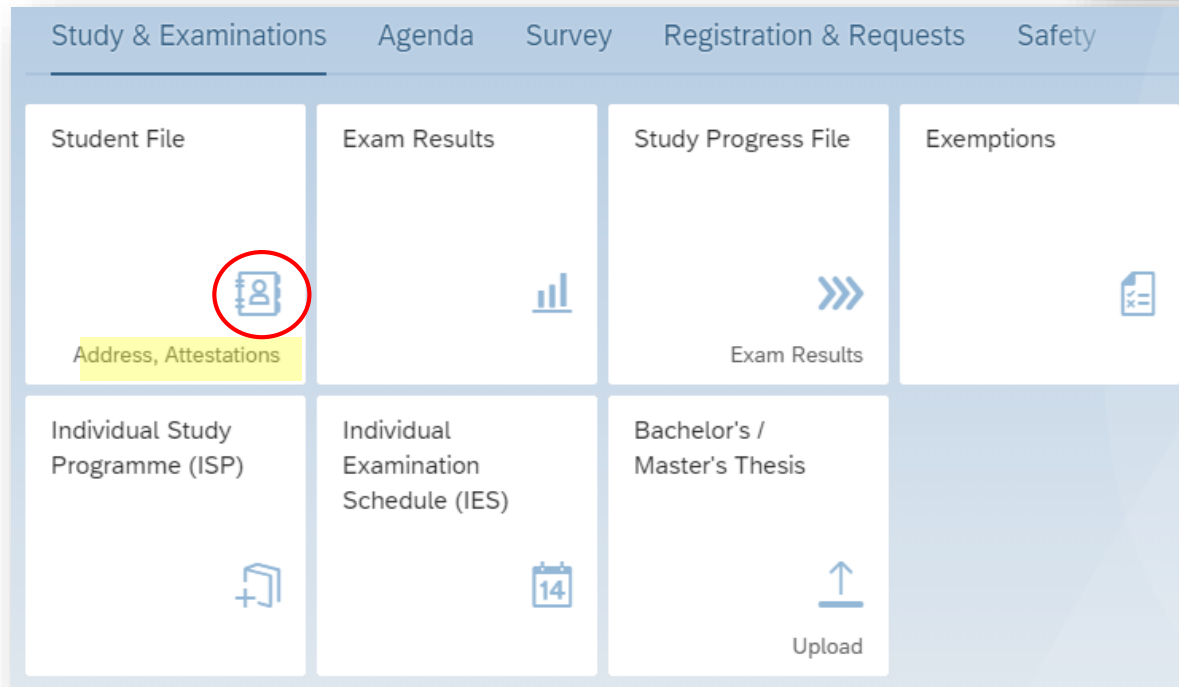 Study & Examinations Agenda Survey Registration & Requests Safety
Student File
Address, Attestations
Exam Results
Study Progress File
Exam Results
Exemptions
Individual Study
Programme (ISP)
Individual
Examination
Schedule (IES)
14
Bachelor's /
Master's Thesis
Upload